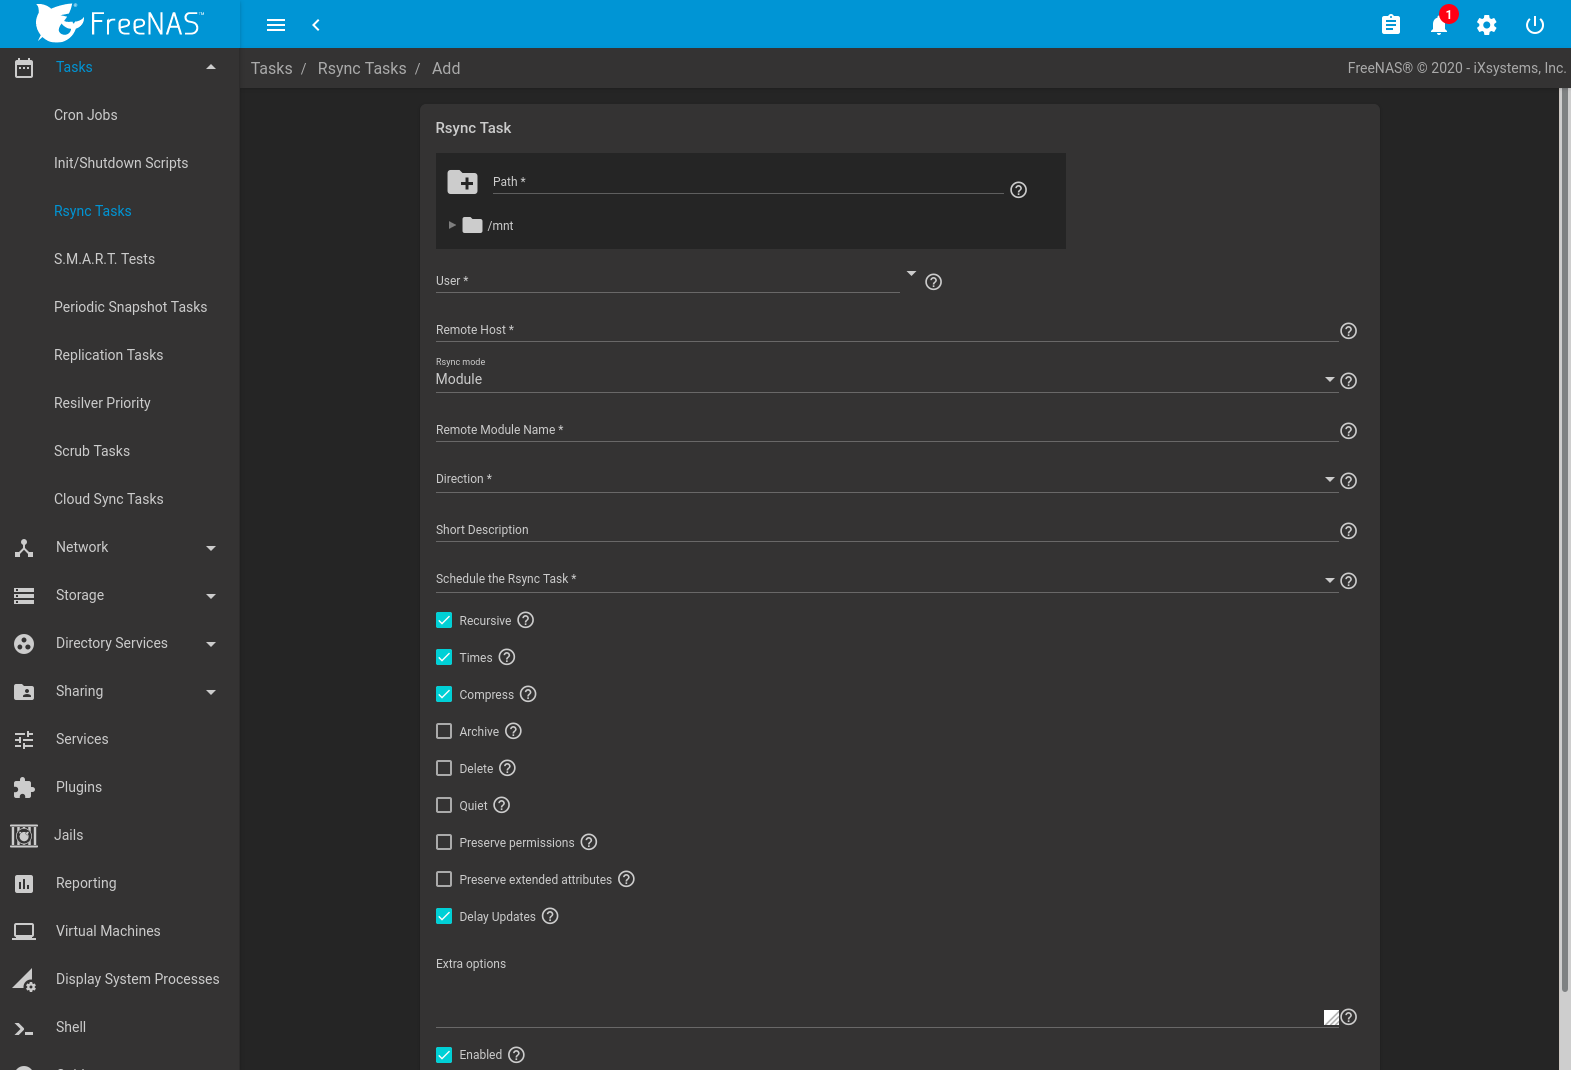 FreeNAS™
1
Tasks
Cron Jobs
Init/Shutdown Scripts
Rsync Tasks
S.M.A.R.T. Tests
Periodic Snapshot Tasks
Replication Tasks
Resilver Priority
Scrub Tasks
Cloud Sync Tasks
Network
Storage
Directory Services
Sharing
Services
Plugins
Jails
Reporting
Virtual Machines
Display System Processes
Shell
Tasks / Rsync Tasks / Add
FreeNAS® © 2020 - iXsystems, Inc.
Rsync Task
Path *
/mnt
User *
Remote Host *
Rsync mode
Module
Remote Module Name *
Direction *
Short Description
Schedule the Rsync Task *
Recursive
Times
Compress
Archive
Delete
Quiet
Preserve permissions
Preserve extended attributes
Delay Updates
Extra options
Enabled